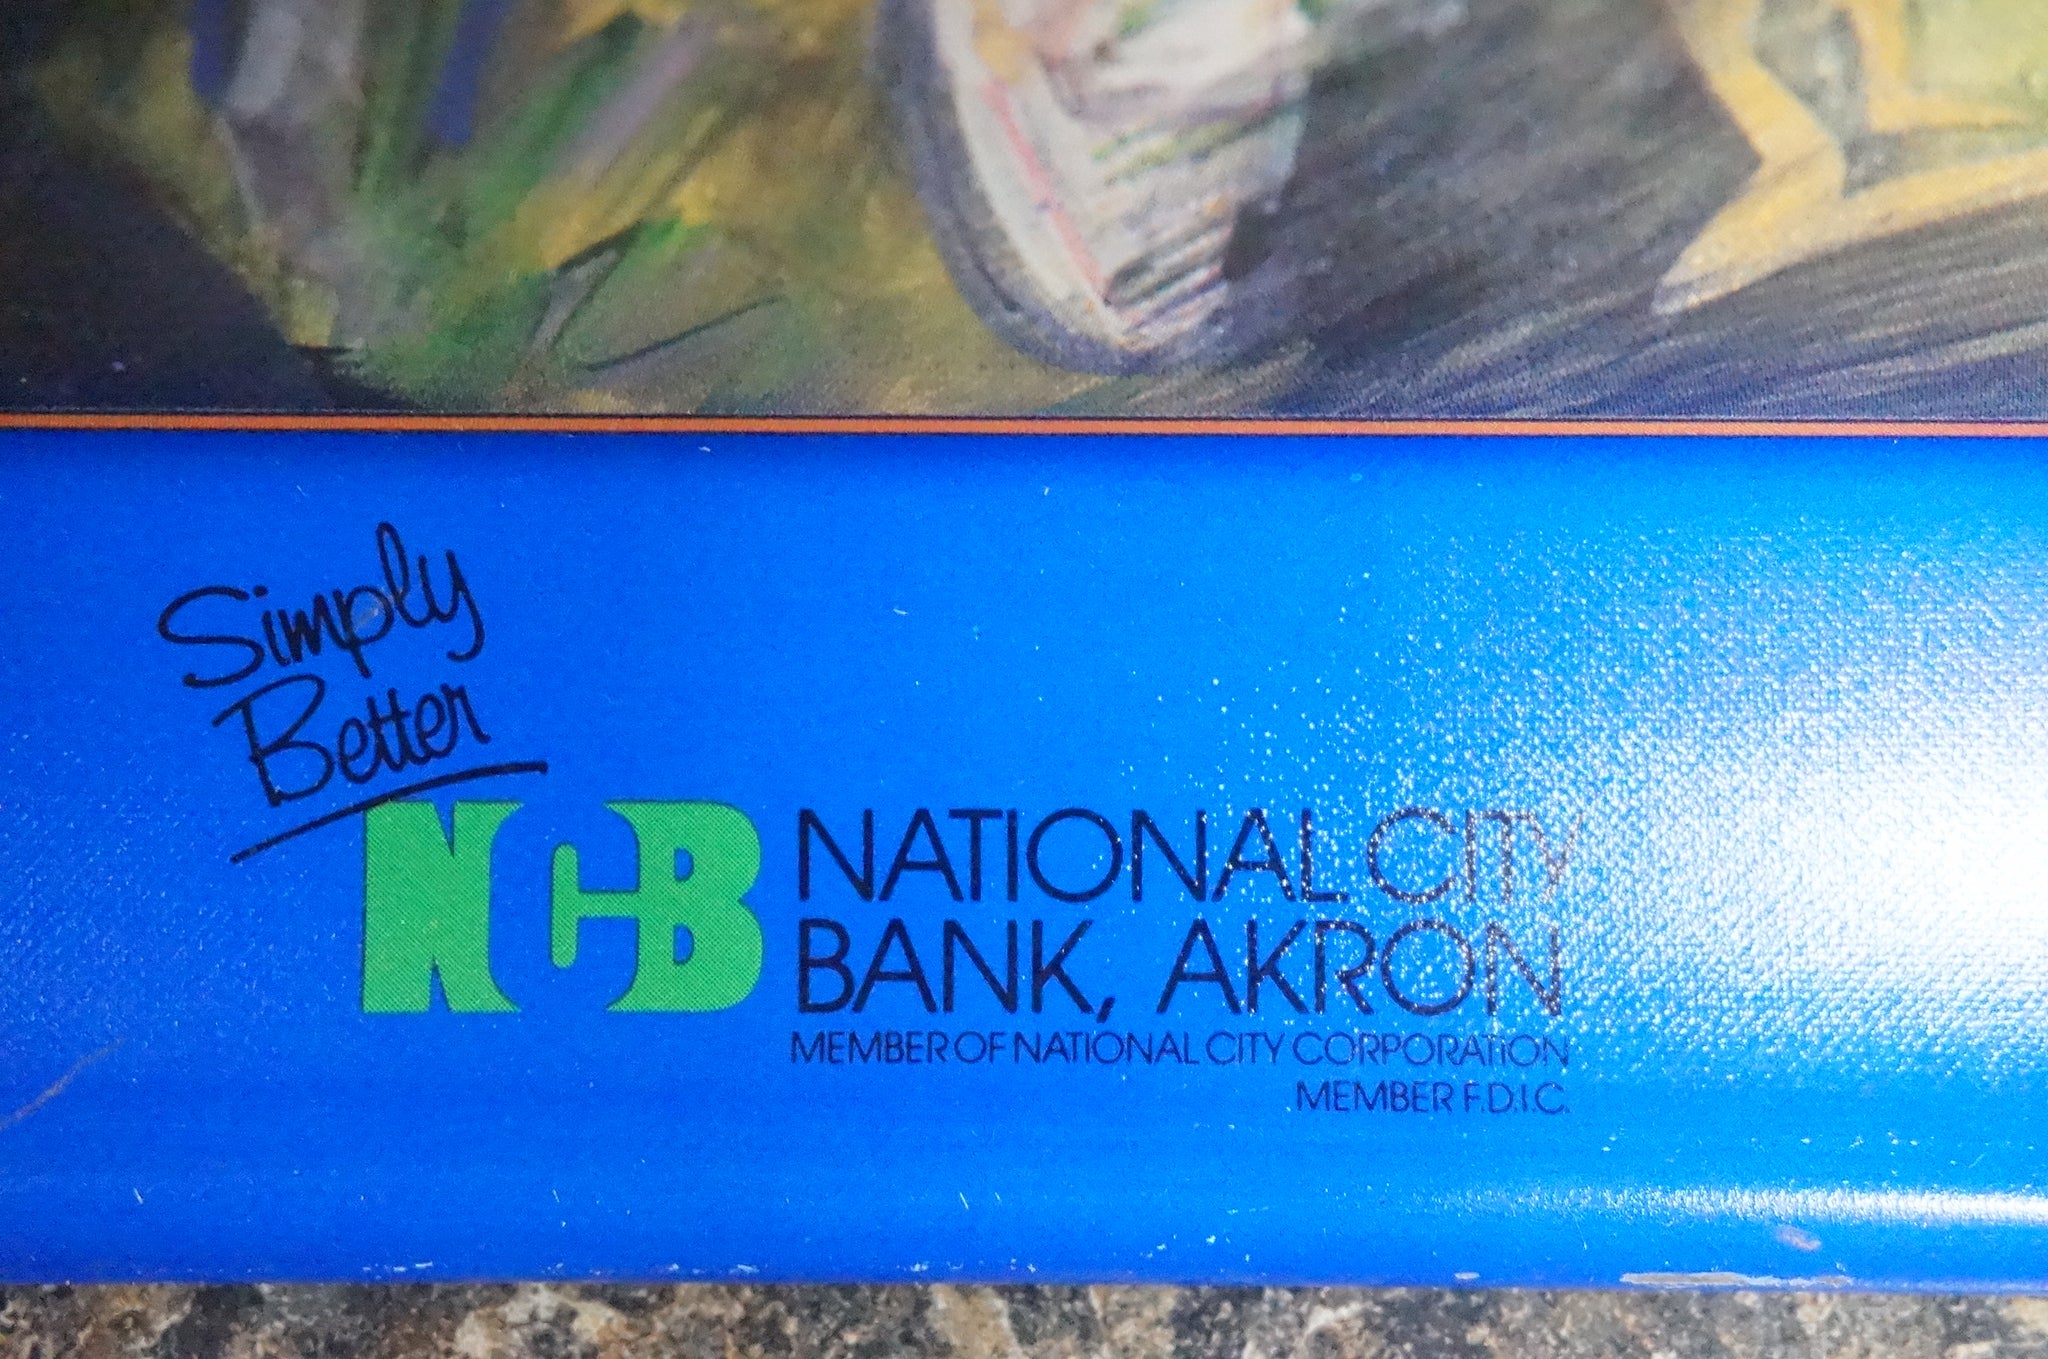 Simply
Better
NCB
NATIONAL CITY
BANK, AKRON
MEMBER OF NATIONAL CITY CORPORATION
MEMBER F.D.I.C.